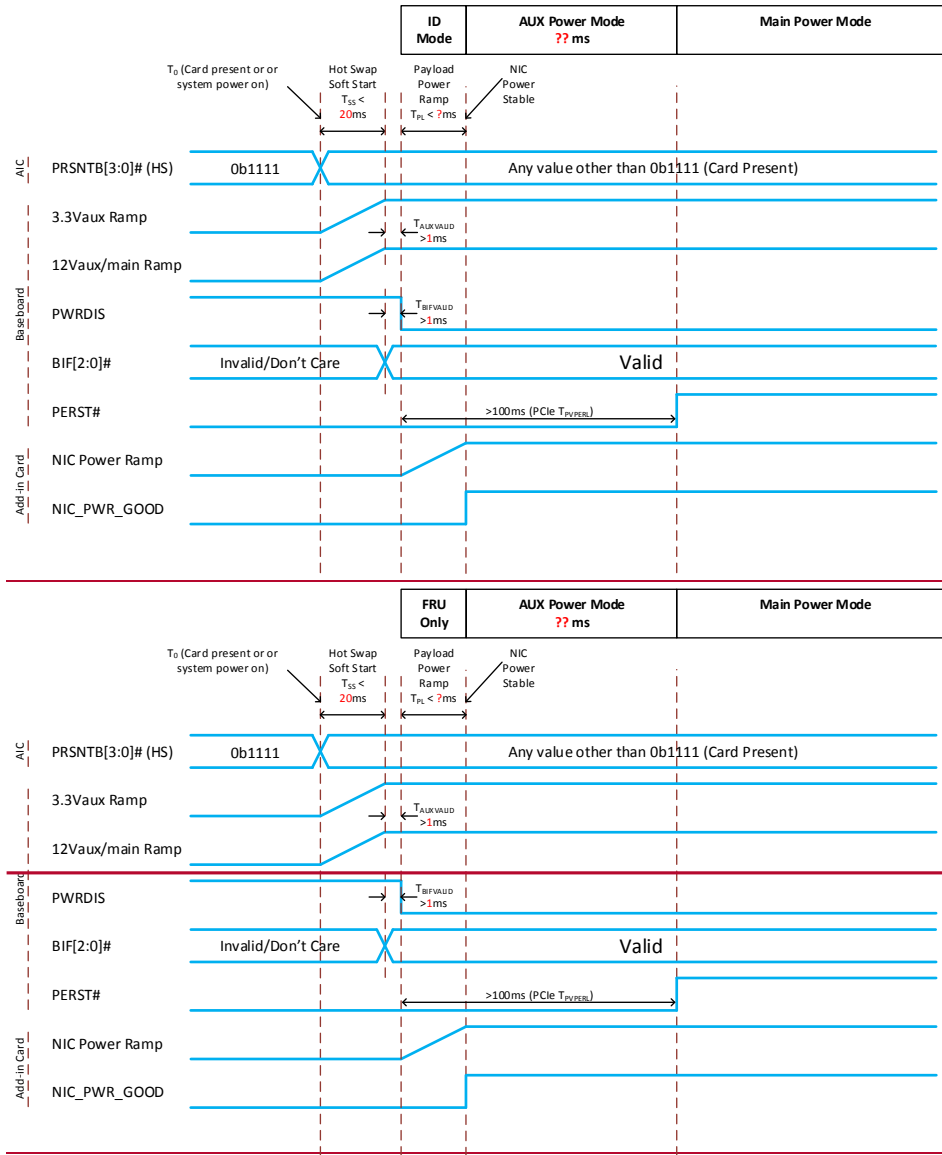 ID
Mode
AUX Power Mode
?? ms
Main Power Mode
T0 (Card present or or
system power on)
Hot Swap
Soft Start
TSS <
20ms
Payload
Power
Ramp
TPL < ?ms
NIC
Power
Stable
AIC
PRSNTB[3:0]# (HS)
0b1111
Any value other than 0b1111 (Card Present)
Baseboard
3.3Vaux Ramp
TAUXVALID
>1ms
12Vaux/main Ramp
PWRDIS
TBIFVALID
>1ms
BIF[2:0]#
Invalid/Don't Care
Valid
PERST#
>100ms (PCIe TPVPERL)
Add-in Card
NIC Power Ramp
NIC_PWR_GOOD
FRU
Only
AUX Power Mode
?? ms
Main Power Mode
T0 (Card present or or
system power on)
Hot Swap
Soft Start
TSS <
20ms
Payload
Power
Ramp
TPL < ?ms
NIC
Power
Stable
AIC
PRSNTB[3:0]# (HS)
0b1111
Any value other than 0b1111 (Card Present)
3.3Vaux Ramp
TAUXVALID
>1ms
12Vaux/main Ramp
Baseboard
PWRDIS
TBIFVALID
>1ms
BIF[2:0]#
Invalid/Don't Care
Valid
PERST#
>100ms (PCIe TPVPERL)
Add-in Card
NIC Power Ramp
NIC_PWR_GOOD